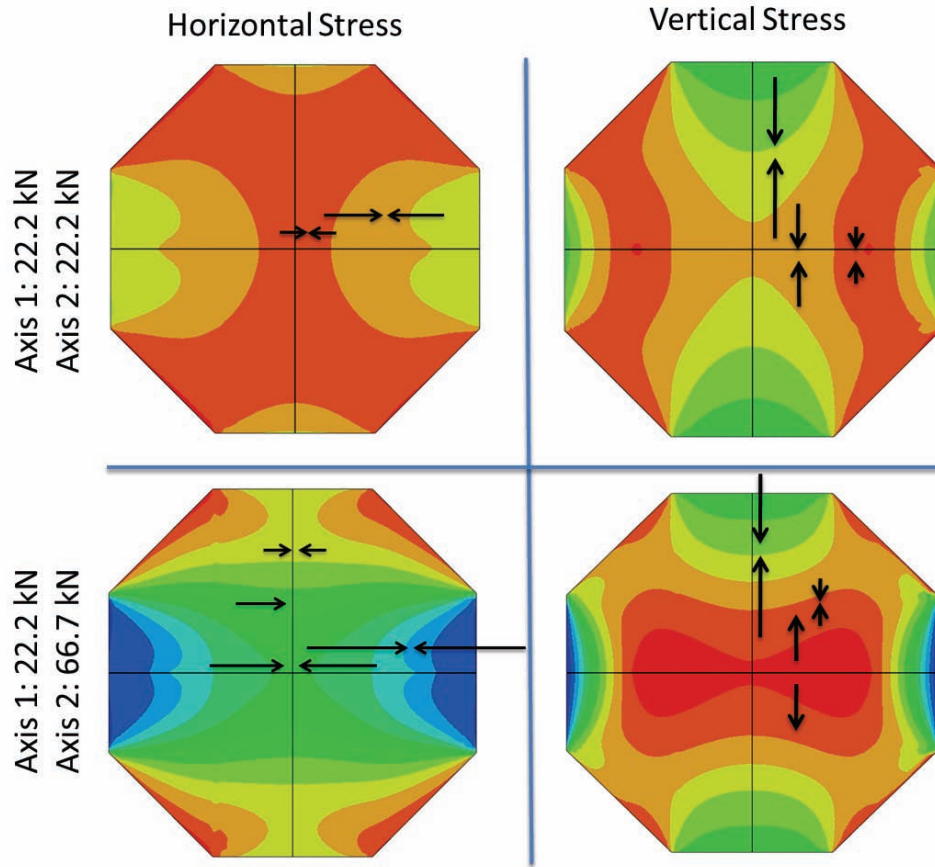 Horizontal Stress
Vertical Stress
Axis 1: 22.2 kN
Axis 2: 22.2 kN
Axis 1: 22.2 kN
Axis 2: 66.7 kN